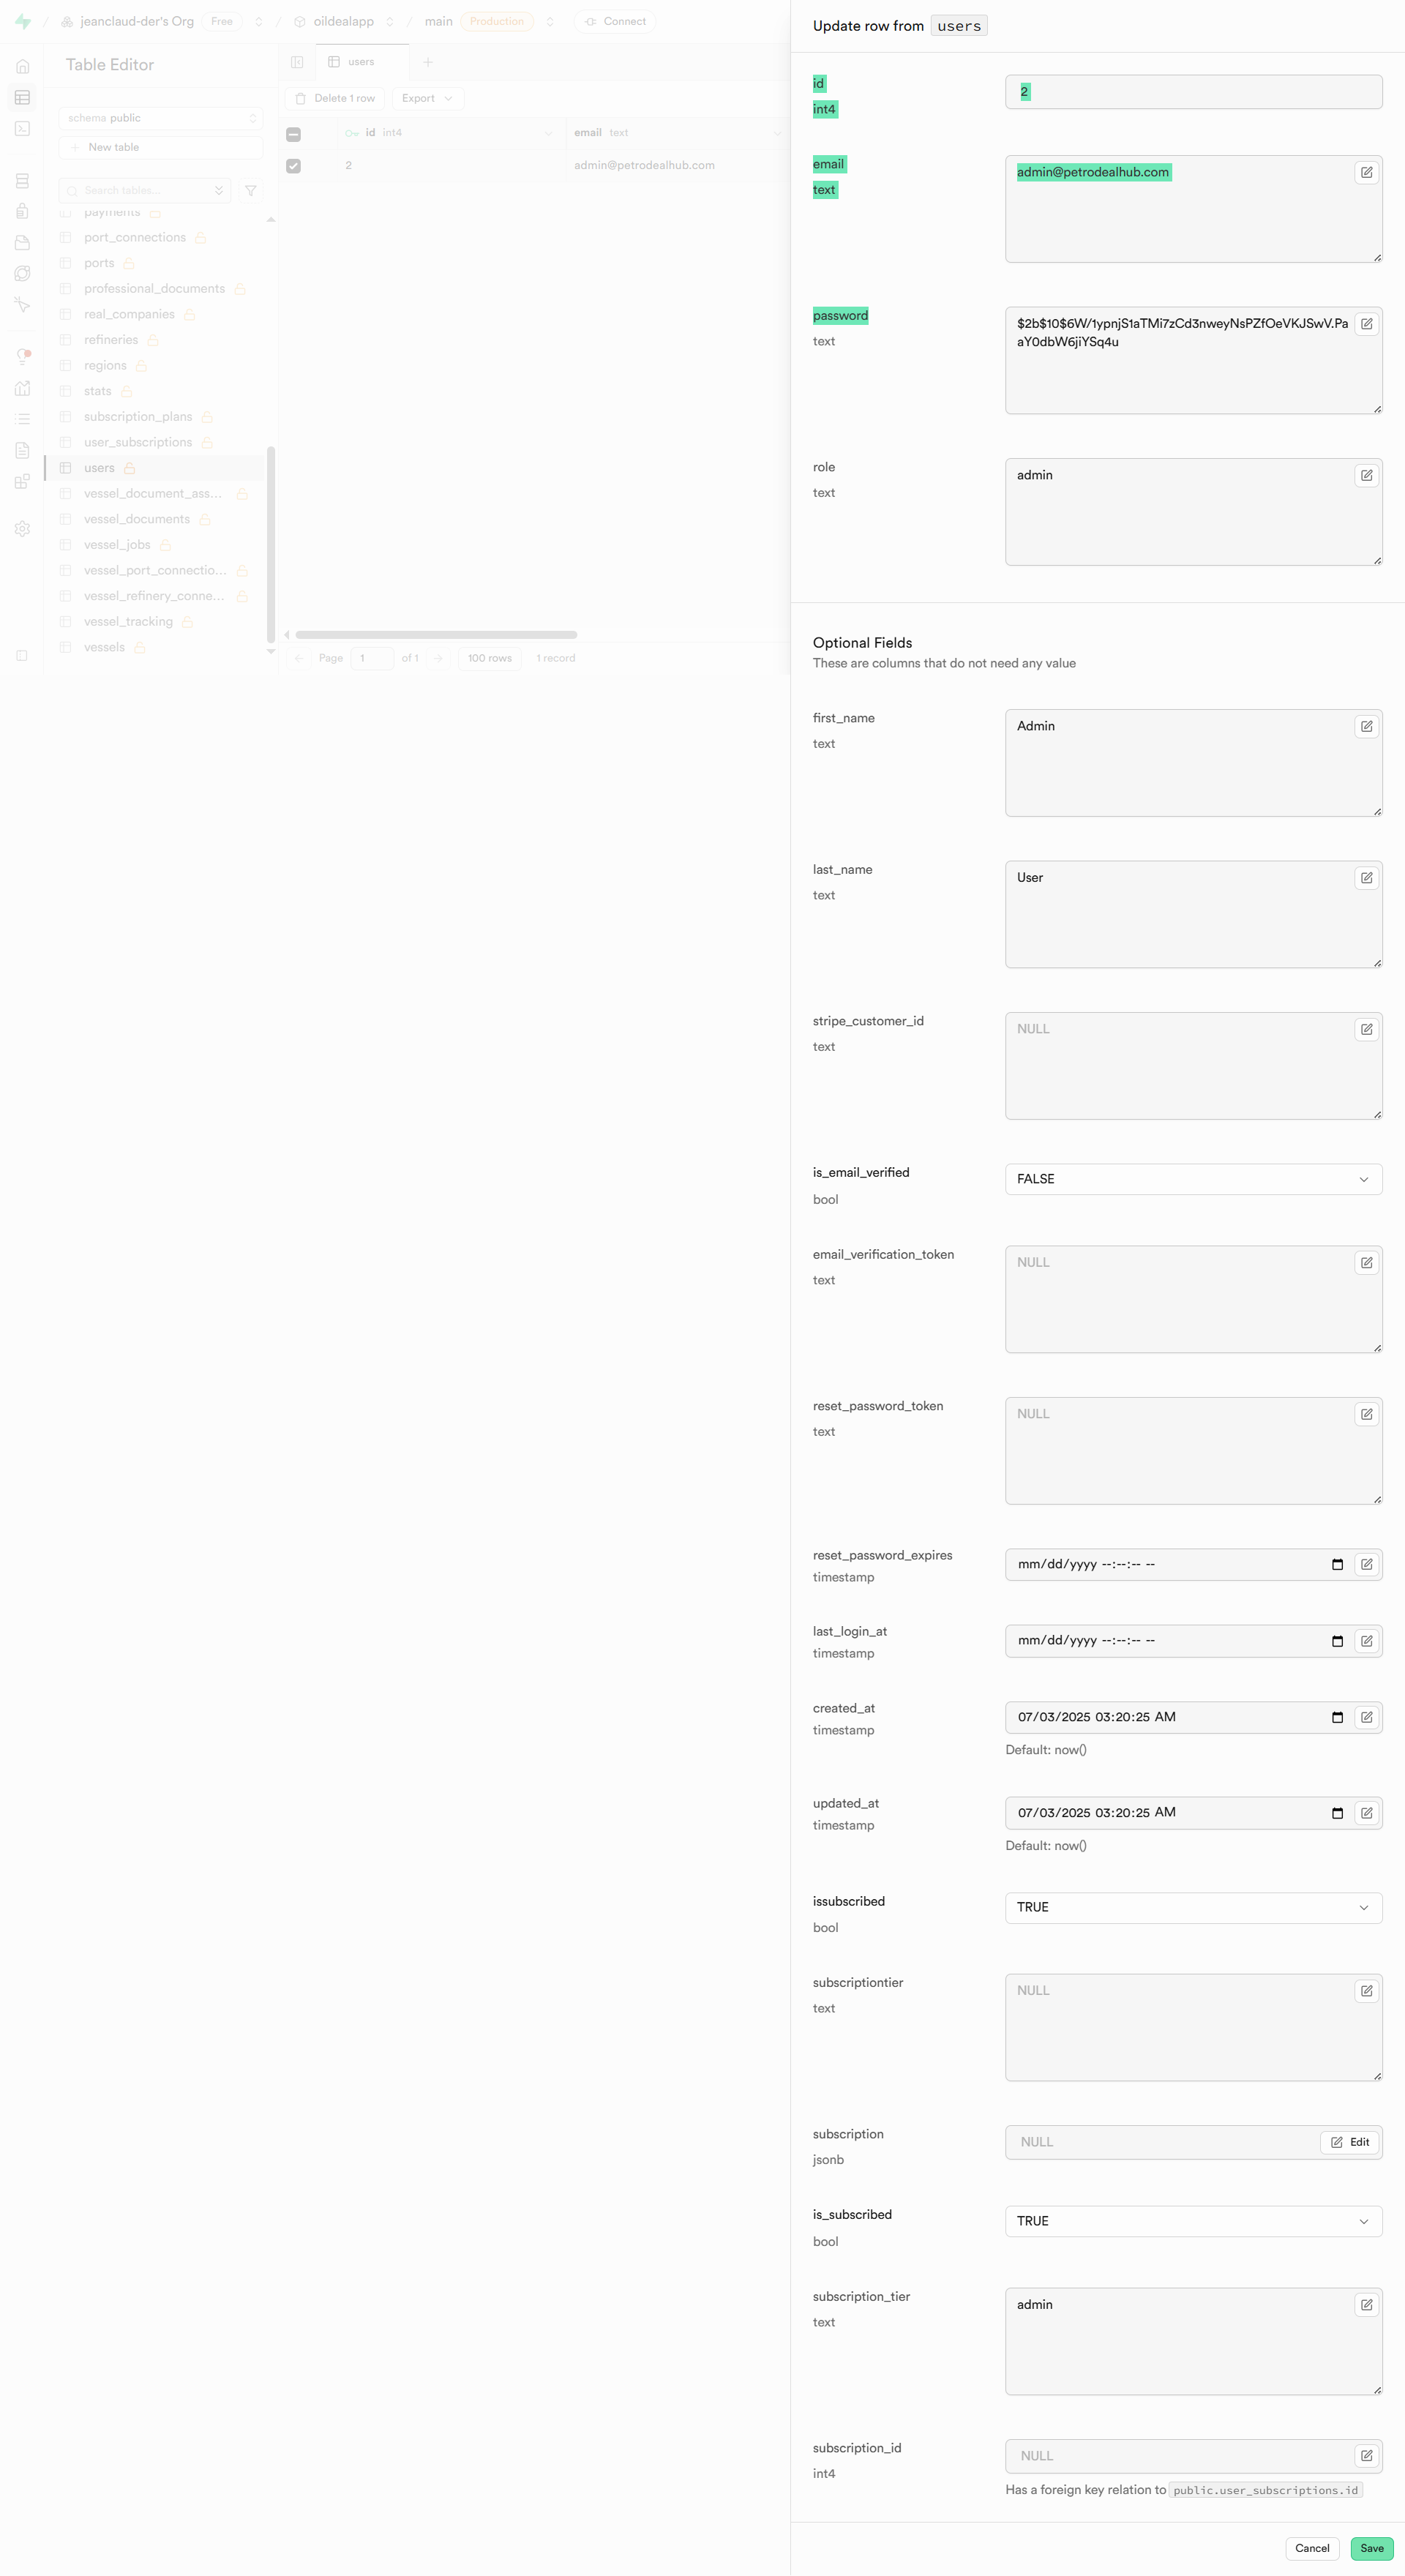 jeanclaud-der's Org Free oildealapp main Production Connect
Table Editor
users
schema public
New table
Search tables...
payments
port_connections
ports
professional_documents
real_companies
refineries
regions
stats
subscription_plans
user_subscriptions
users
vessel_document_ass...
vessel_documents
vessel_jobs
vessel_port_connectio...
vessel_refinery_conne...
vessel_tracking
vessels
Delete 1 row Export
id int4 email text
2 admin@petrodealhub.com
Page 1 of 1 100 rows 1 record
Update row from users
id
int4
2
email
text
admin@petrodealhub.com
password
text
$2b$10$6W/1ypnjS1aTMi7zCd3nweyNsPZfOeVKJSwV.Pa
aY0dbW6jiYSq4u
role
text
admin
Optional Fields
These are columns that do not need any value
first_name
text
Admin
last_name
text
User
stripe_customer_id
text
NULL
is_email_verified
bool
FALSE
email_verification_token
text
NULL
reset_password_token
text
NULL
reset_password_expires
timestamp
mm/dd/yyyy --:--:-- --
last_login_at
timestamp
mm/dd/yyyy --:--:-- --
created_at
timestamp
07/03/2025 03:20:25 AM
Default: now()
updated_at
timestamp
07/03/2025 03:20:25 AM
Default: now()
issubscribed
bool
TRUE
subscriptiontier
text
NULL
subscription
jsonb
NULL
Edit
is_subscribed
bool
TRUE
subscription_tier
text
admin
subscription_id
int4
NULL
Has a foreign key relation to public.user_subscriptions.id
Cancel Save